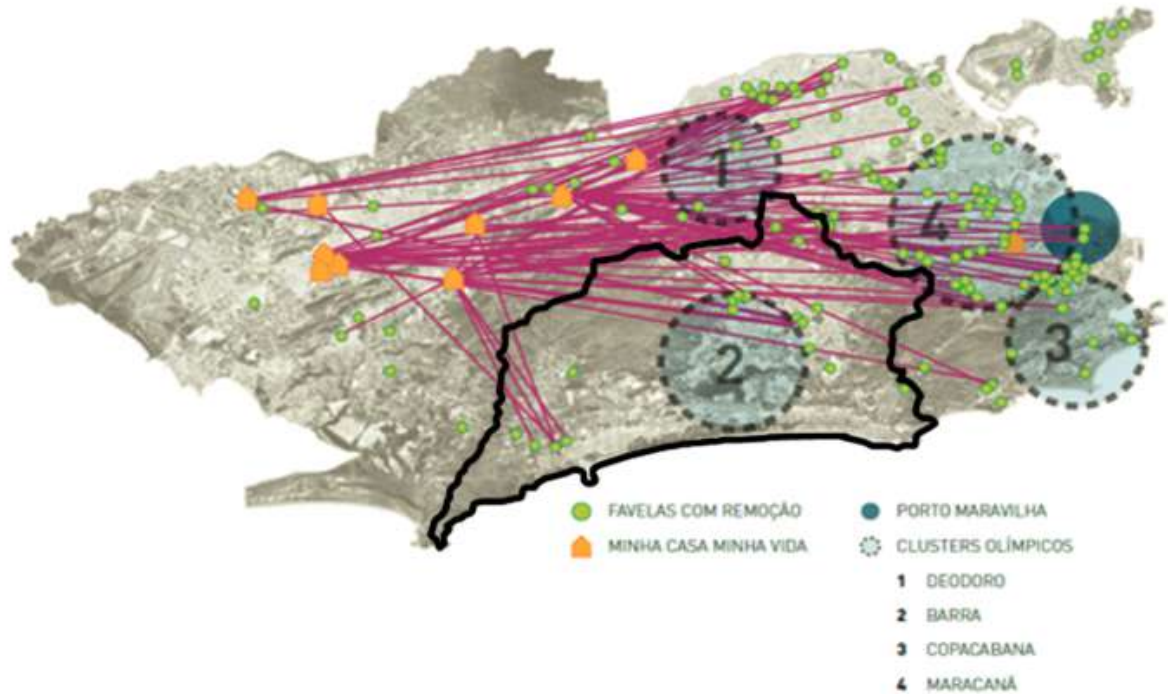 1
4
2
3
FAVELAS COM REMOÇÃO
MINHA CASA MINHA VIDA
PORTO MARAVILHA
CLUSTERS OLÍMPICOS
1 DEODORO
2 BARRA
3 COPACABANA
4 MARACANÃ